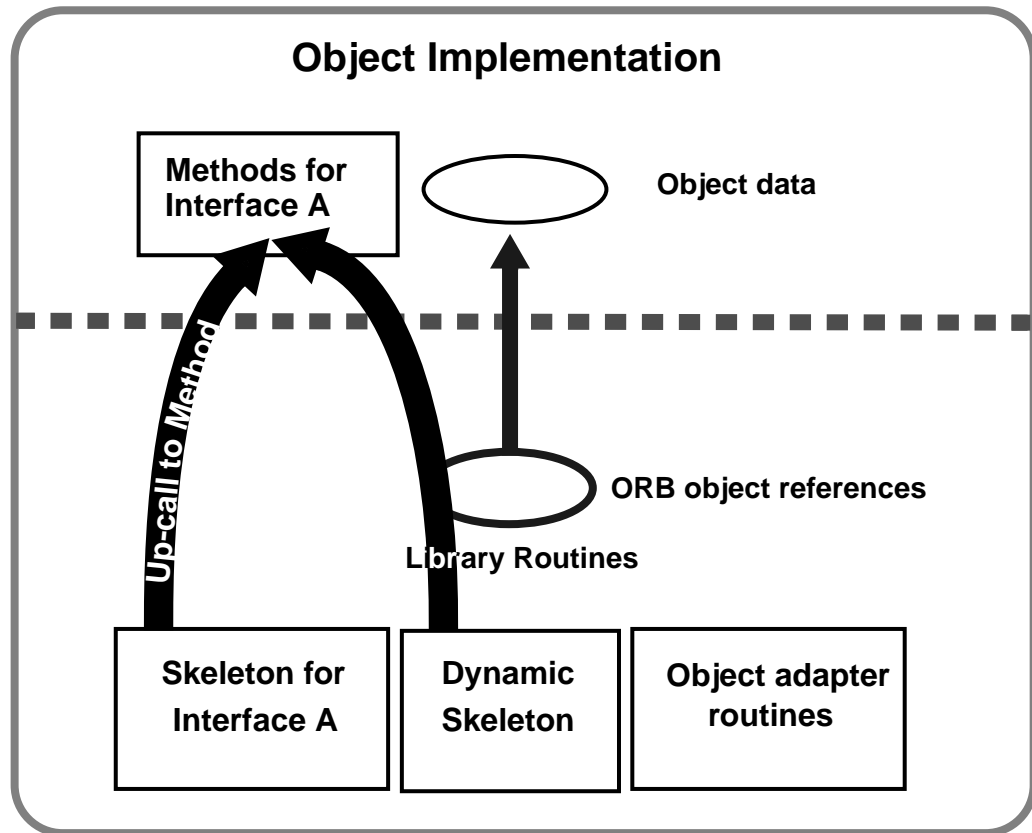 Object Implementation
Methods for
Interface A
Object data
Up-call to Method
ORB object references
Library Routines
Skeleton for
Interface A
Dynamic
Skeleton
Object adapter
routines